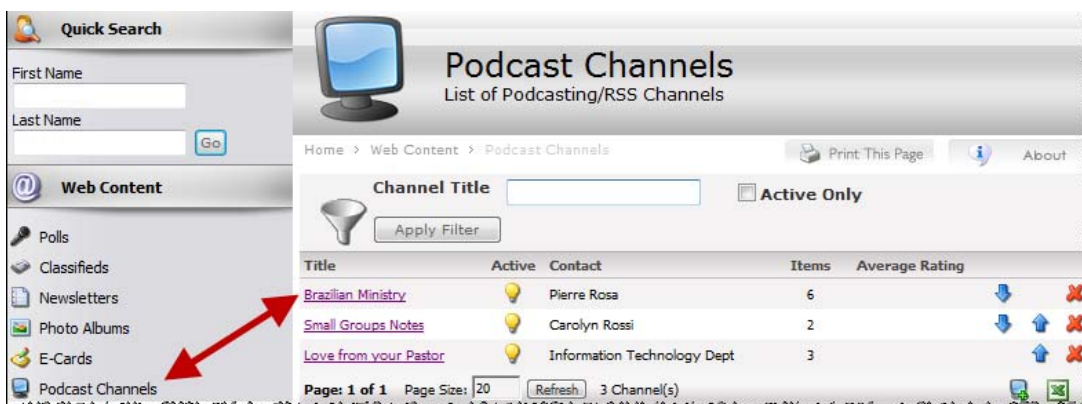 Quick Search
First Name
Last Name
Go
Web Content
Polls
Classifieds
Newsletters
Photo Albums
E-Cards
Podcast Channels
Podcast Channels
List of Podcasting/RSS Channels
Home > Web Content > Podcast Channels
Print This Page
About
Channel Title
Active Only
Apply Filter
Title Active Contact Items Average Rating
Brazilian Ministry Pierre Rosa 6
Small Groups Notes Carolyn Rossi 2
Love from your Pastor Information Technology Dept 3
Page: 1 of 1 Page Size: 20 Refresh 3 Channel(s)